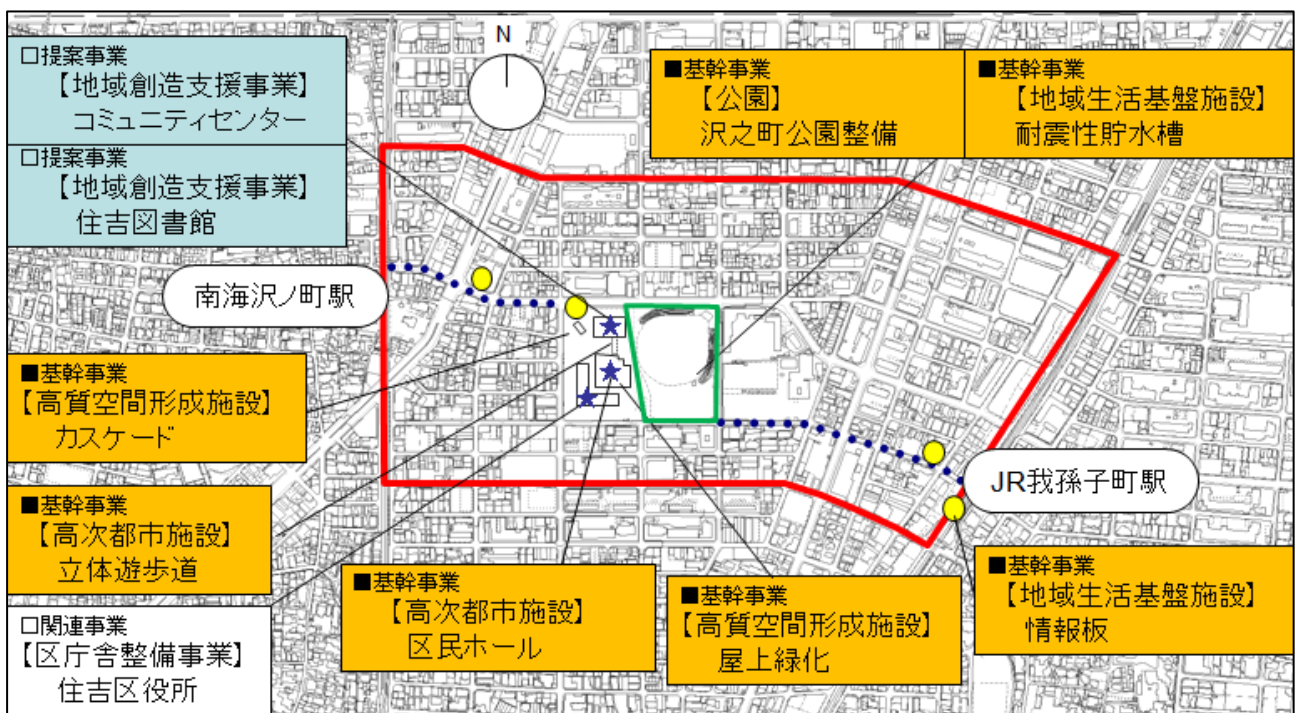 □提案事業
【地域創造支援事業】
コミュニティセンター
□提案事業
【地域創造支援事業】
住吉図書館
N
■基幹事業
【公園】
沢之町公園整備
■基幹事業
【地域生活基盤施設】
耐震性貯水槽
南海沢ノ町駅
■基幹事業
【高質空間形成施設】
カスケード
JR我孫子町駅
■基幹事業
【高次都市施設】
立体遊歩道
□関連事業
【区庁舎整備事業】
住吉区役所
■基幹事業
【高次都市施設】
区民ホール
■基幹事業
【高質空間形成施設】
屋上緑化
■基幹事業
【地域生活基盤施設】
情報板